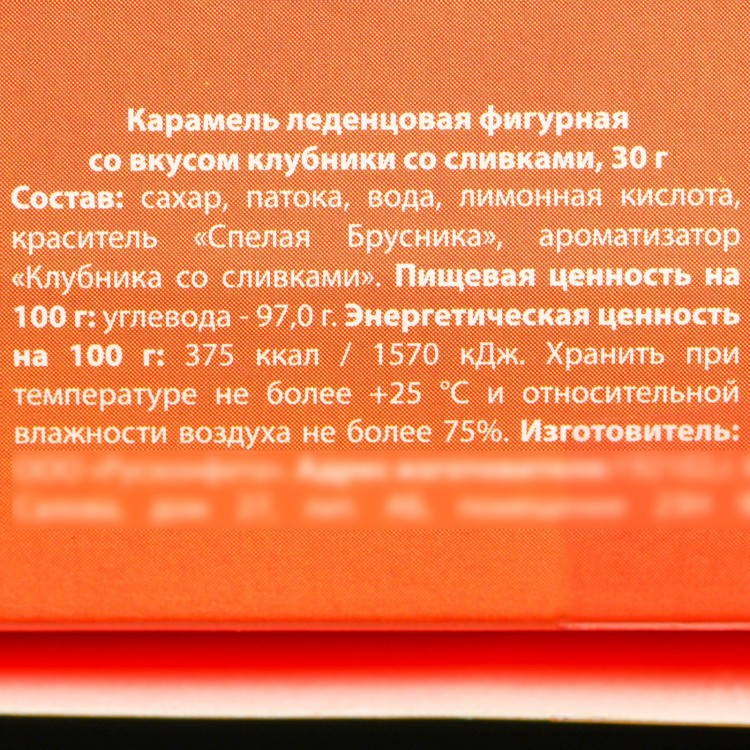 Карамель леденцовая фигурная
со вкусом клубники со сливками, 30 г
Состав: сахар, патока, вода, лимонная кислота,
краситель «Спелая Брусника», ароматизатор
«Клубника со сливками». Пищевая ценность на
100 г: углевода - 97,0 г. Энергетическая ценность
на 100 г: 375 ккал / 1570 кДж. Хранить при
температуре не более +25 °С и относительной
влажности воздуха не более 75%. Изготовитель: